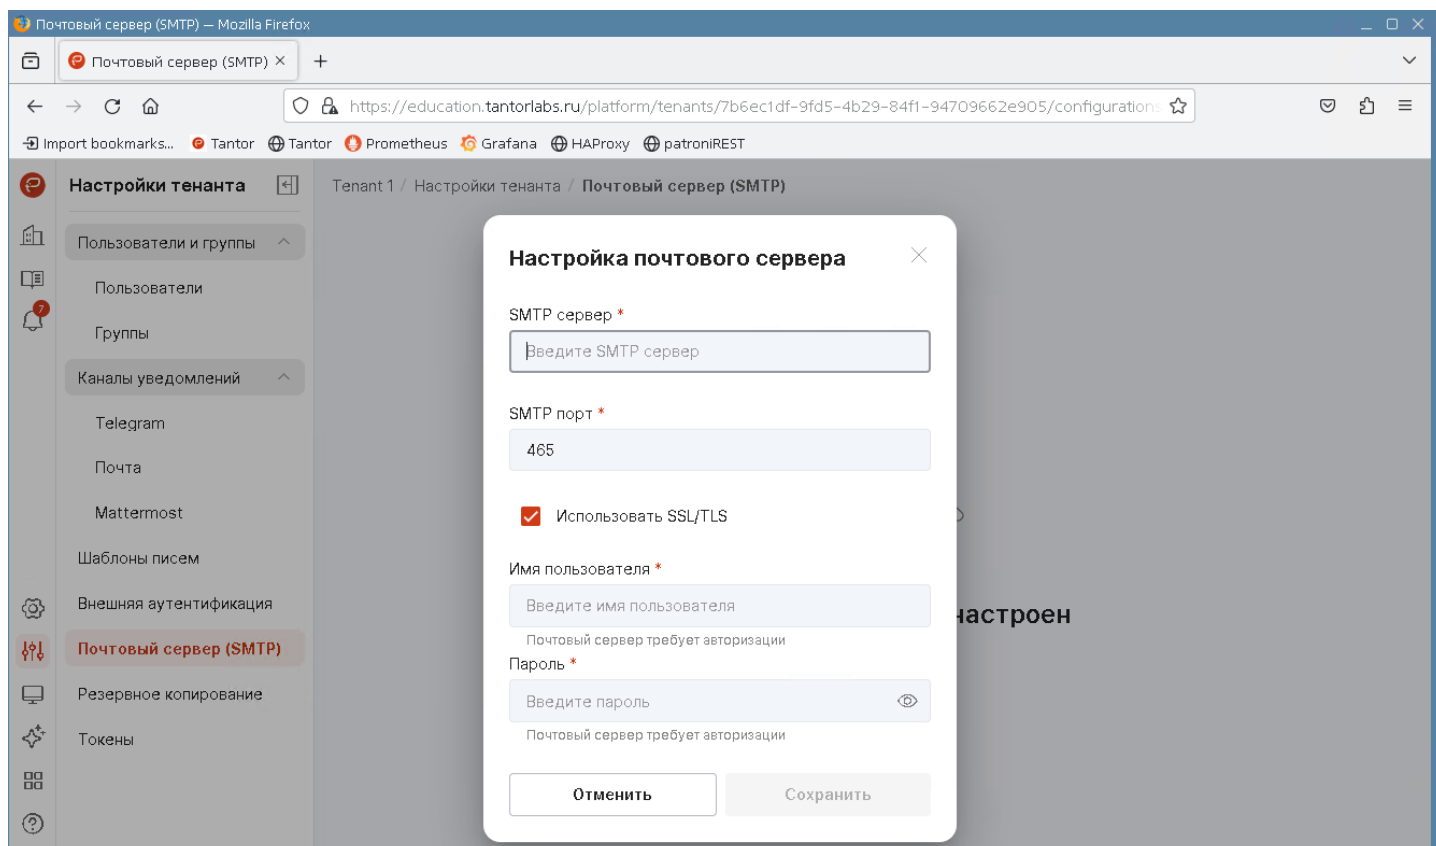 Почтовый сервер (SMTP) — Mozilla Firefox
Почтовый сервер (SMTP)
https://education.tantorlabs.ru/platform/tenants/7b6ec1df-9fd5-4b29-84f1-94709662e905/configurations
Import bookmarks... Tantor Tantor Prometheus Grafana HAProxy patroniREST
Настройки тенанта
Tenant 1 / Настройки тенанта / Почтовый сервер (SMTP)
Пользователи и группы
Пользователи
7
Группы
Каналы уведомлений
Telegram
Почта
Mattermost
Шаблоны писем
Внешняя аутентификация
Почтовый сервер (SMTP)
Резервное копирование
Токены
Настройка почтового сервера
SMTP сервер *
Введите SMTP сервер
SMTP порт *
465
Использовать SSL/TLS
Имя пользователя *
Введите имя пользователя
Почтовый сервер требует авторизации
Пароль *
Введите пароль
Почтовый сервер требует авторизации
Отменить
Сохранить
настроен